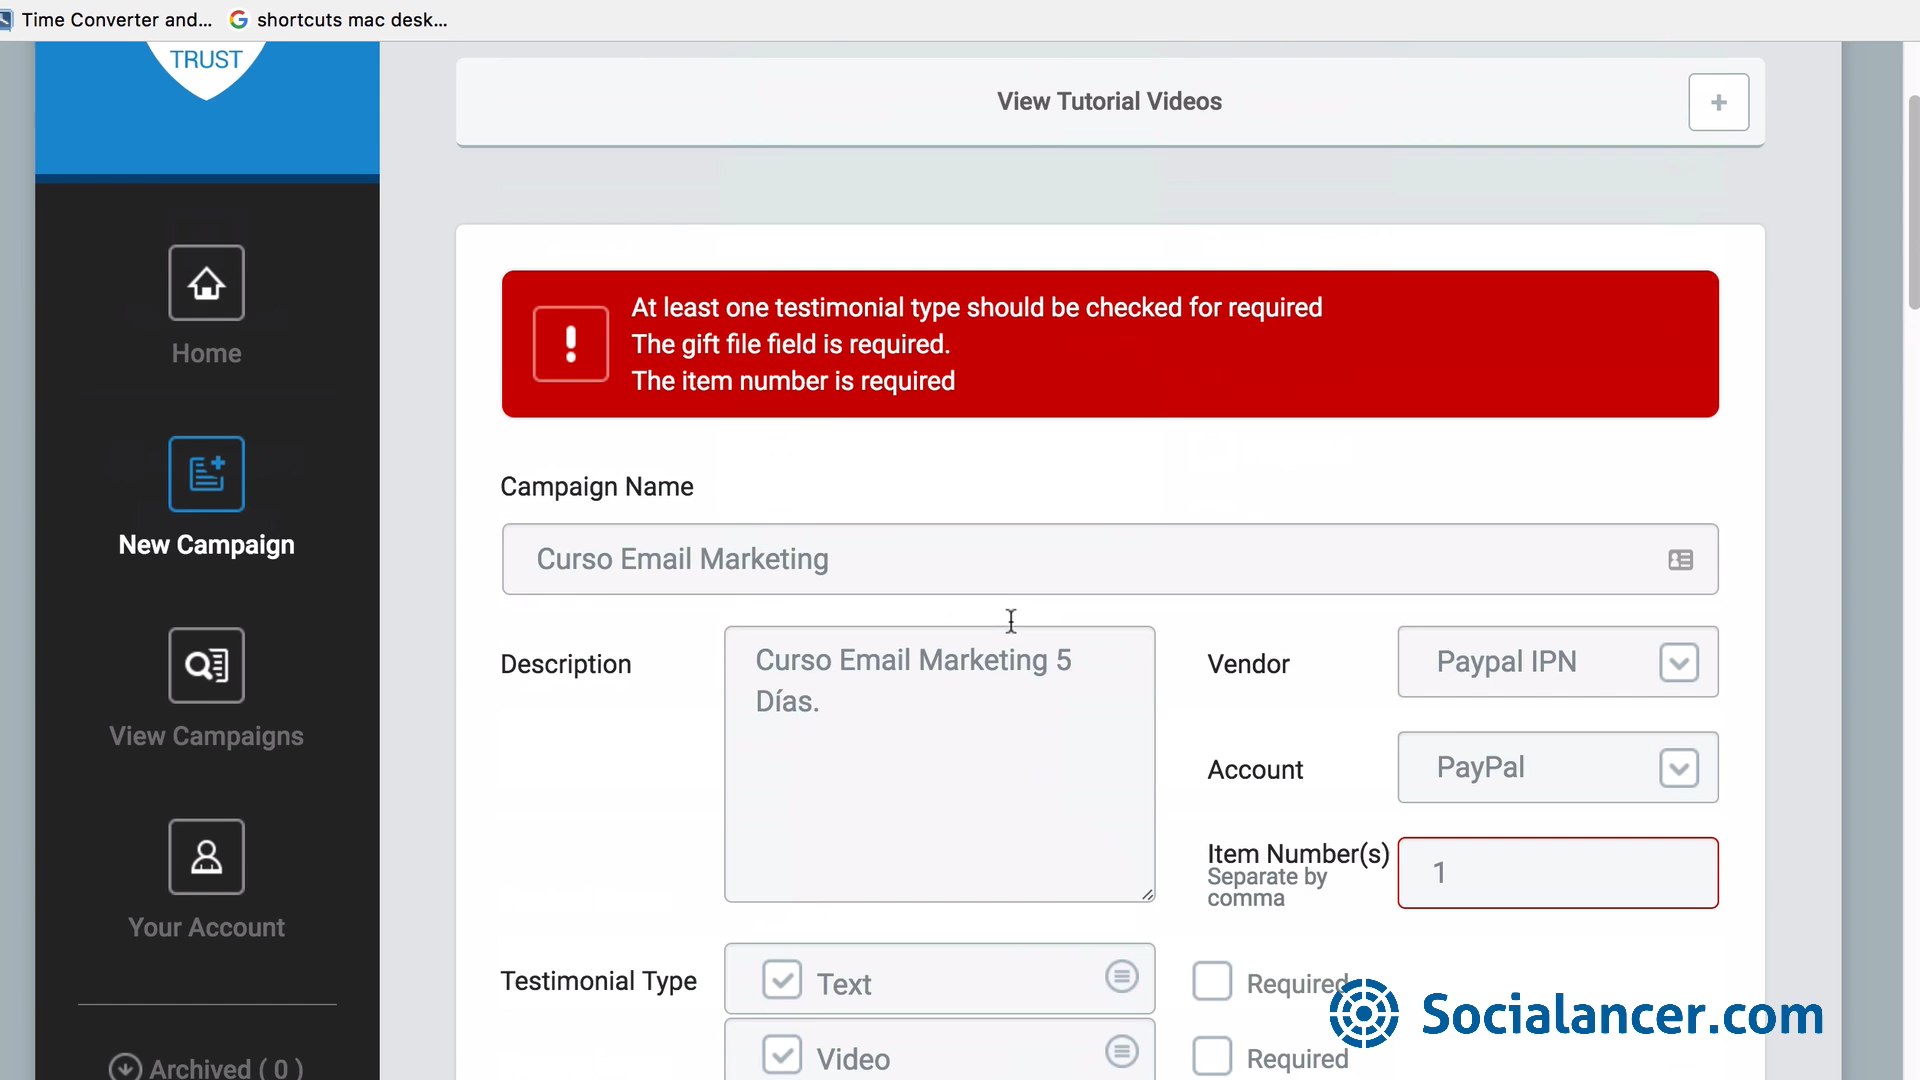 Time Converter and... shortcuts mac desk...
TRUST
View Tutorial Videos
At least one testimonial type should be checked for required
The gift file field is required.
The item number is required
Home
Campaign Name
New Campaign
Curso Email Marketing
Description
Curso Email Marketing 5
Días.
Vendor
Paypal IPN
View Campaigns
Account
PayPal
Item Number(s)
Separate by
comma
1
Your Account
Testimonial Type
Text
Required
Socialancer.com
Video
Required
Archived ( 0 )